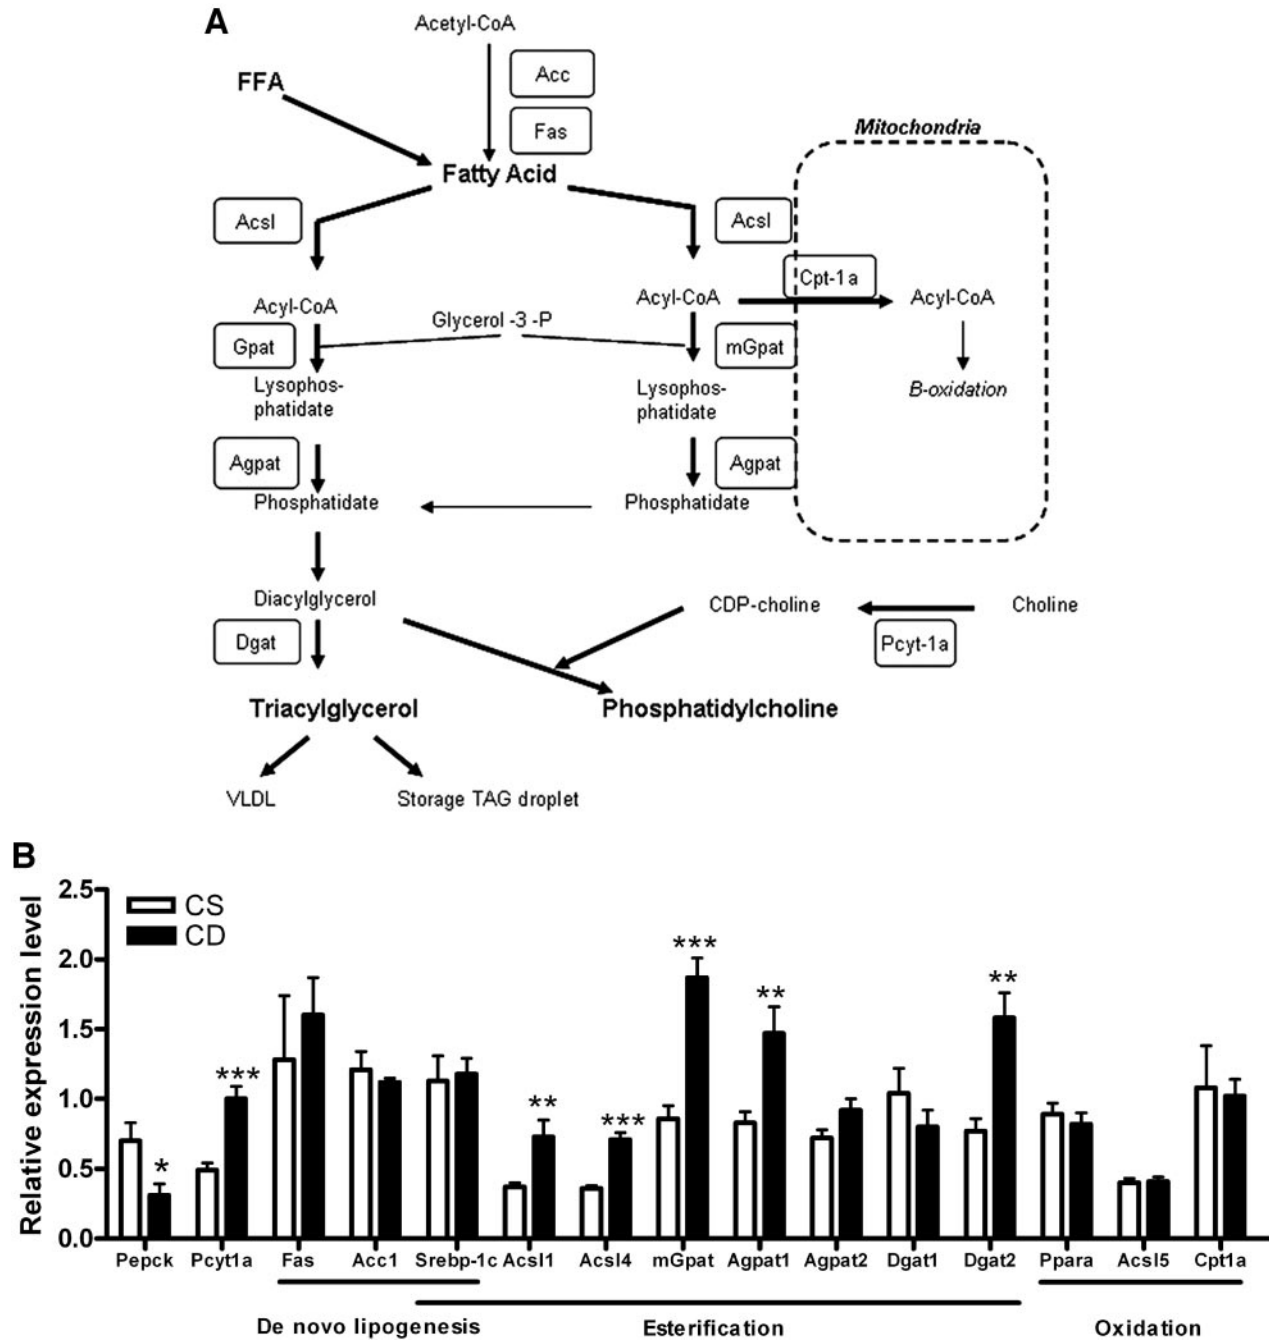 A
Acetyl-CoA
Acc
FFA
Fas
Mitochondria
Fatty Acid
Acsl
Acsl
Cpt-1a
Acyl-CoA
Acyl-CoA
Acyl-CoA
Glycerol -3 -P
Gpat
mGpat
Lysophos-
phatidate
Lysophos-
phatidate
B-oxidation
Agpat
Agpat
Phosphatidate
Phosphatidate
Diacylglycerol
CDP-choline
Choline
Dgat
Pcyt-1a
Triacylglycerol
Phosphatidylcholine
VLDL
Storage TAG droplet
B
Relative expression level
2.5
2.0
1.5
1.0
0.5
0.0
CS
CD
*
***
**
***
***
**
**
Pepck Pcyt1a Fas Acc1 Srebp-1c Acsl1 Acsl4 mGpat Agpat1 Agpat2 Dgat1 Dgat2 Ppara Acsl5 Cpt1a
De novo lipogenesis Esterification Oxidation